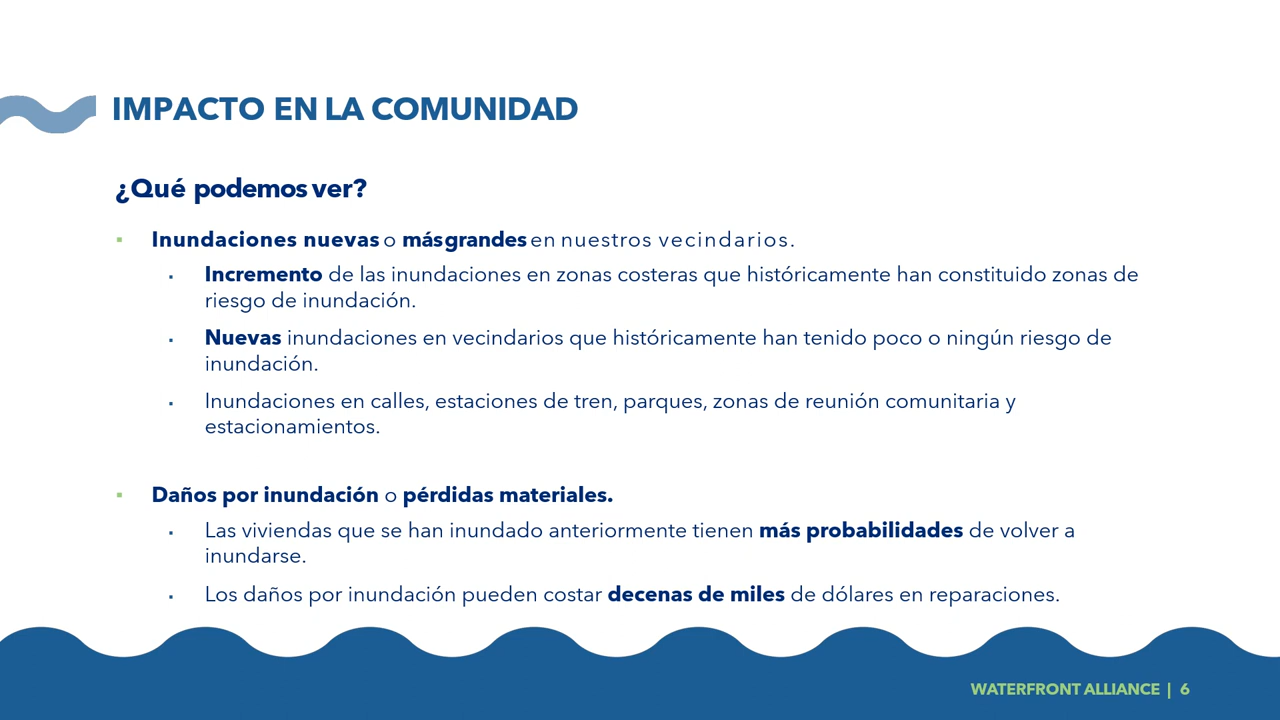 IMPACTO EN LA COMUNIDAD
¿Qué podemos ver?
▪ Inundaciones nuevas o más grandes en nuestros vecindarios.
▪ Incremento de las inundaciones en zonas costeras que históricamente han constituido zonas de
riesgo de inundación.
▪ Nuevas inundaciones en vecindarios que históricamente han tenido poco o ningún riesgo de
inundación.
▪ Inundaciones en calles, estaciones de tren, parques, zonas de reunión comunitaria y
estacionamientos.
▪ Daños por inundación o pérdidas materiales.
▪ Las viviendas que se han inundado anteriormente tienen más probabilidades de volver a
inundarse.
▪ Los daños por inundación pueden costar decenas de miles de dólares en reparaciones.
WATERFRONT ALLIANCE | 6